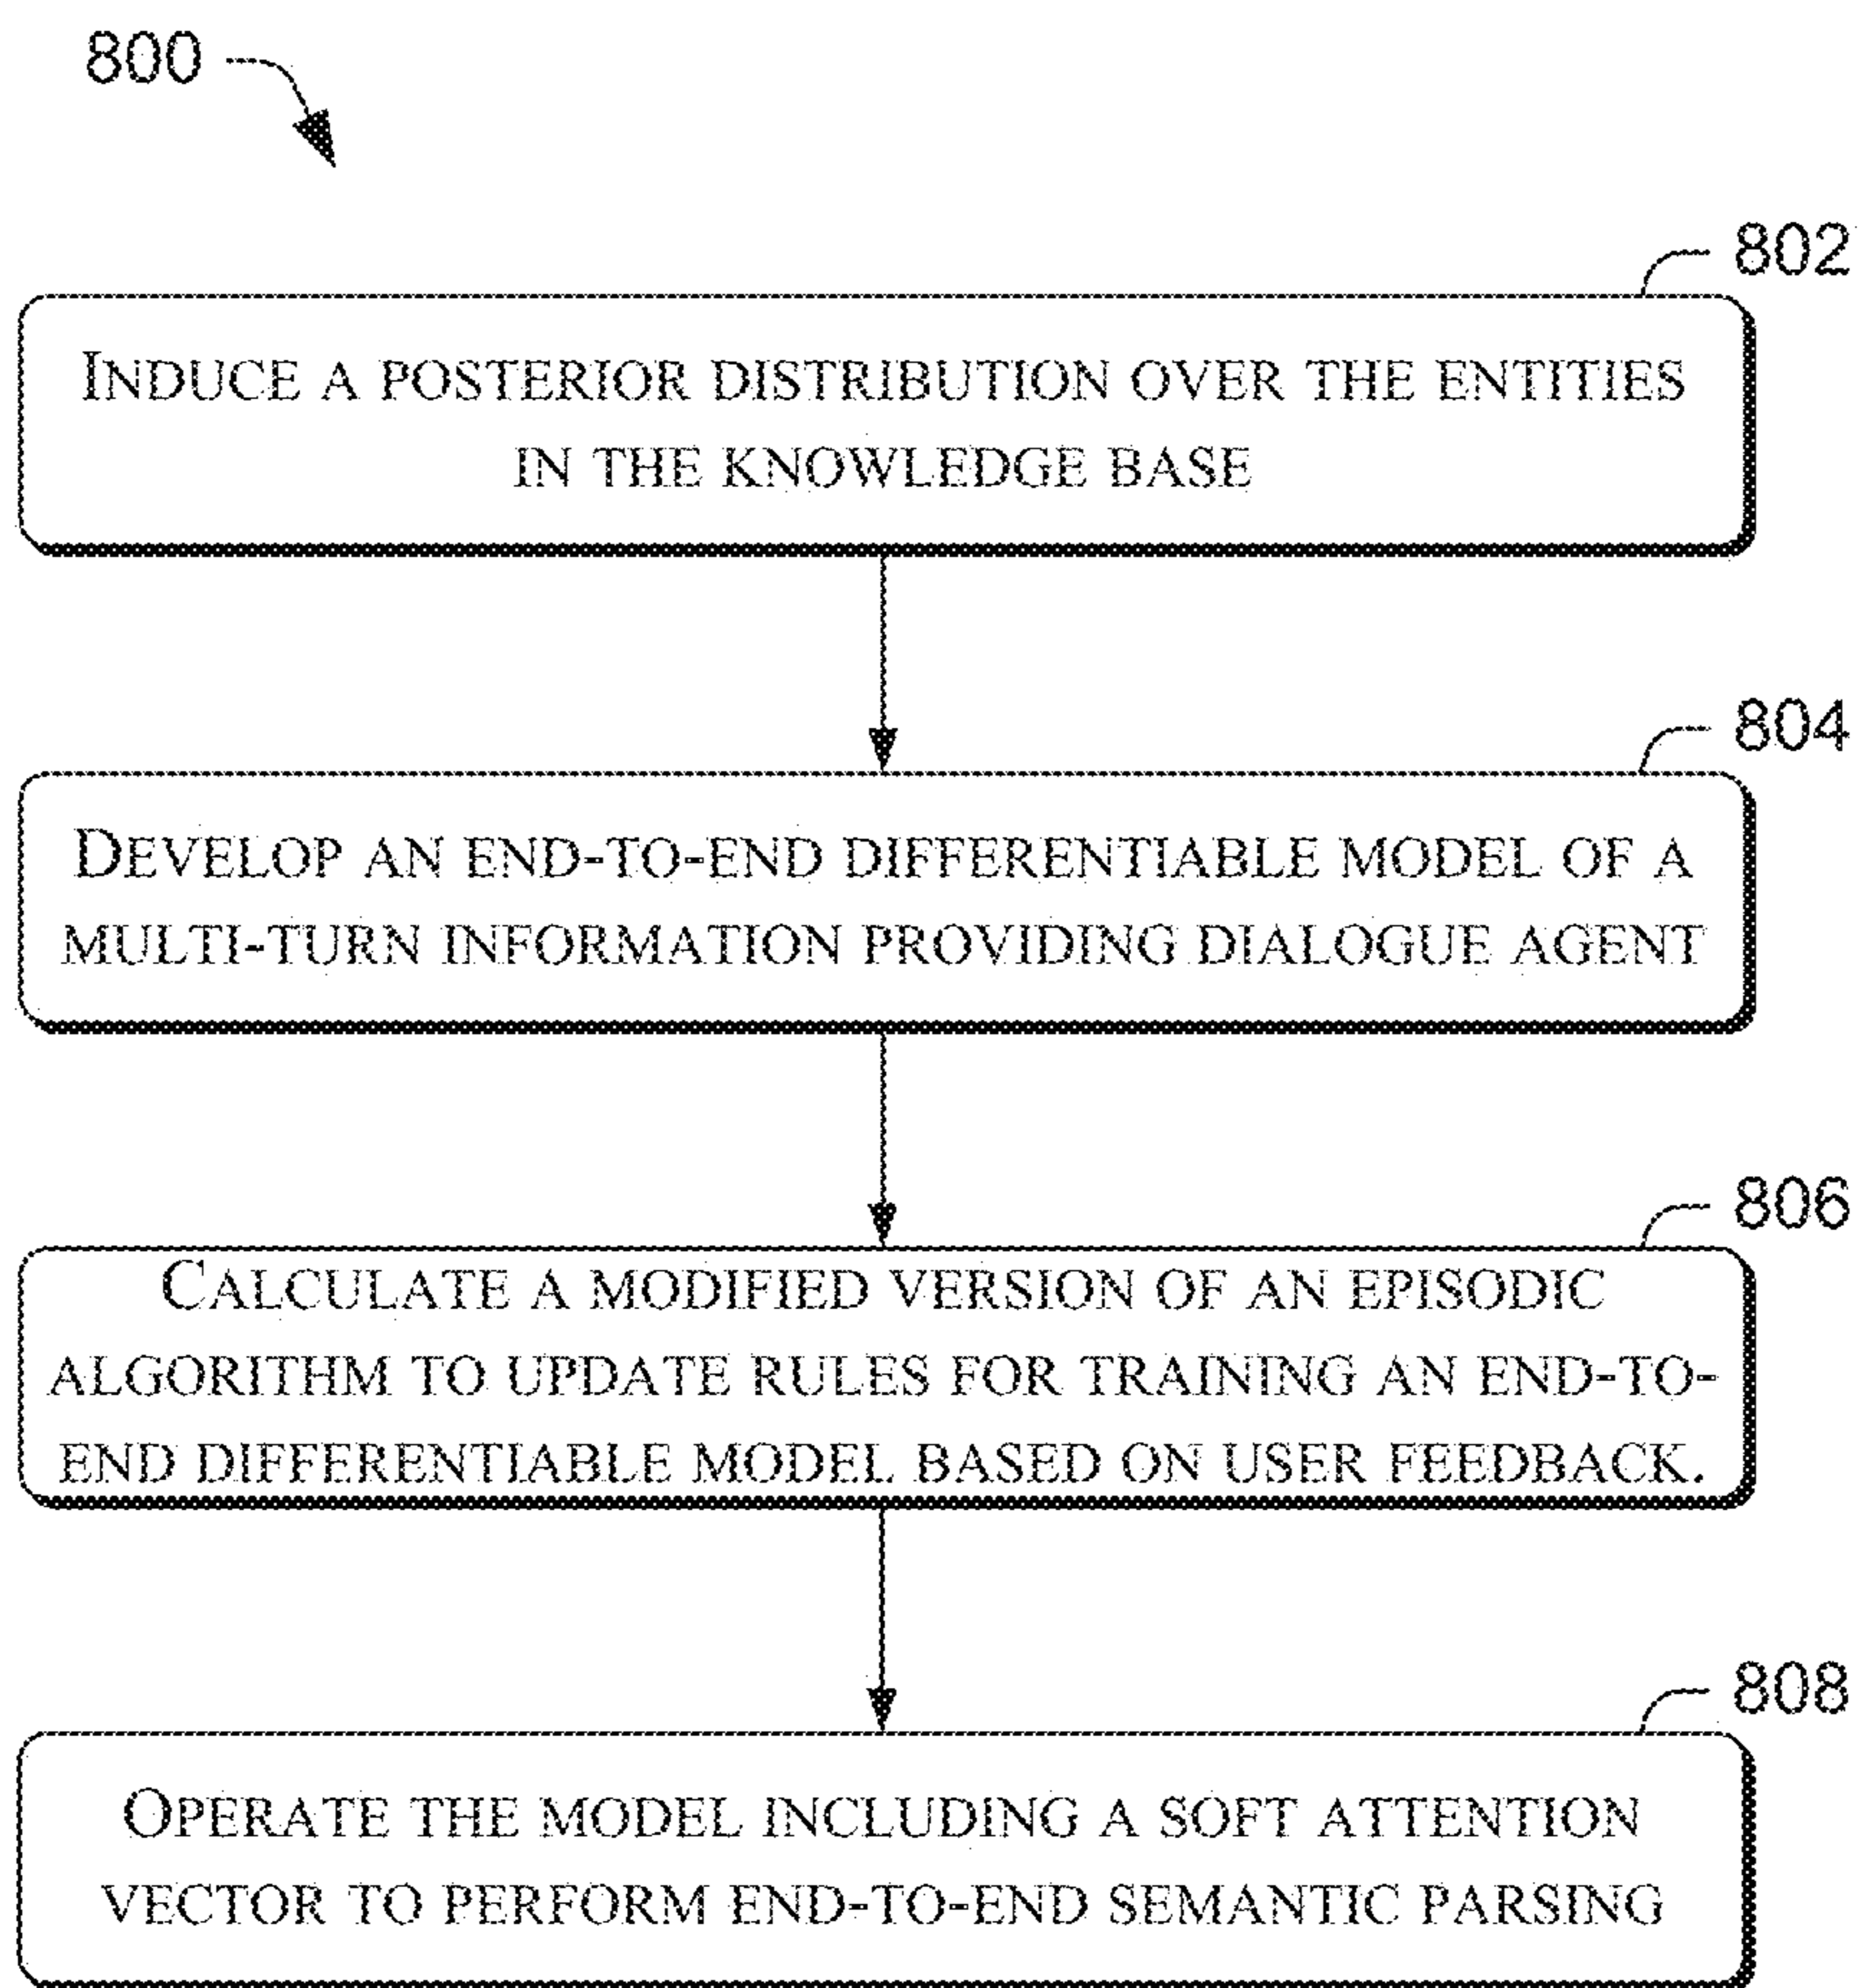 800
802
INDUCE A POSTERIOR DISTRIBUTION OVER THE ENTITIES
IN THE KNOWLEDGE BASE
804
DEVELOP AN END-TO-END DIFFERENTIABLE MODEL OF A
MULTI-TURN INFORMATION PROVIDING DIALOGUE AGENT
806
CALCULATE A MODIFIED VERSION OF AN EPISODIC
ALGORITHM TO UPDATE RULES FOR TRAINING AN END-TO-
END DIFFERENTIABLE MODEL BASED ON USER FEEDBACK.
808
OPERATE THE MODEL INCLUDING A SOFT ATTENTION
VECTOR TO PERFORM END-TO-END SEMANTIC PARSING